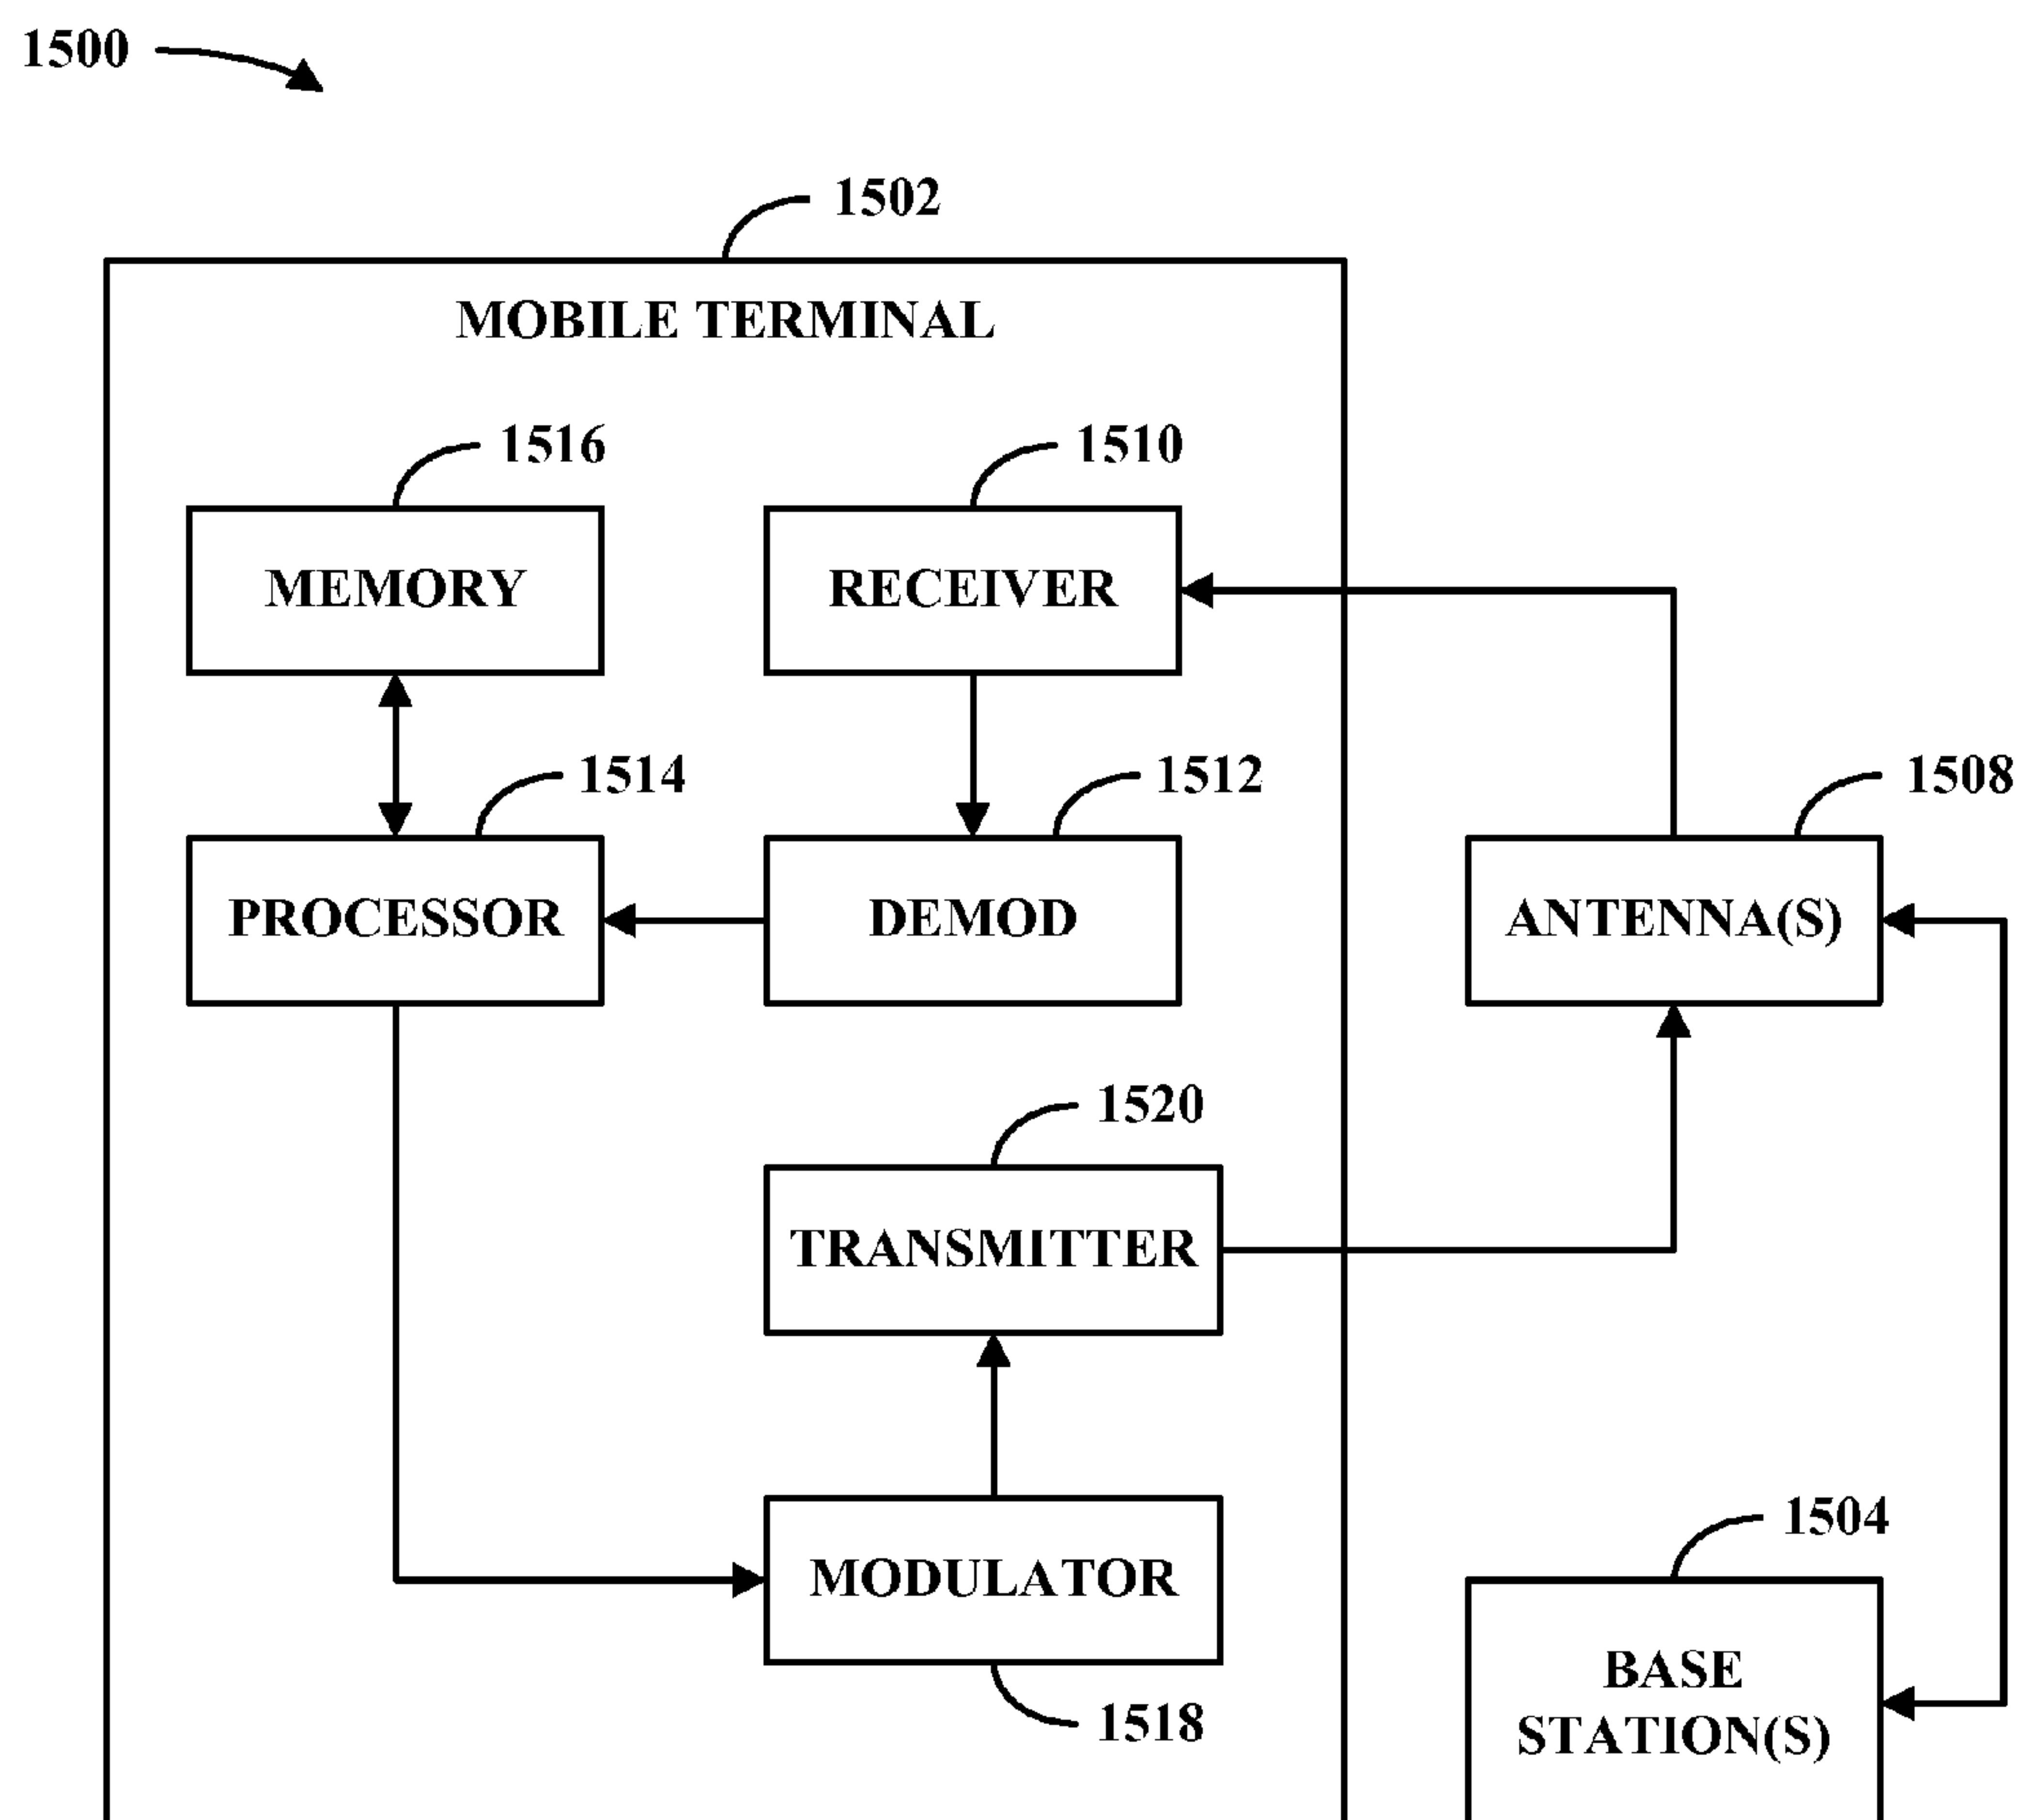 1500
1502
MOBILE TERMINAL
1516
1510
MEMORY
RECEIVER
1514
1512
1508
PROCESSOR
DEMOD
ANTENNA(S)
1520
TRANSMITTER
1504
MODULATOR
BASE
STATION(S)
1518